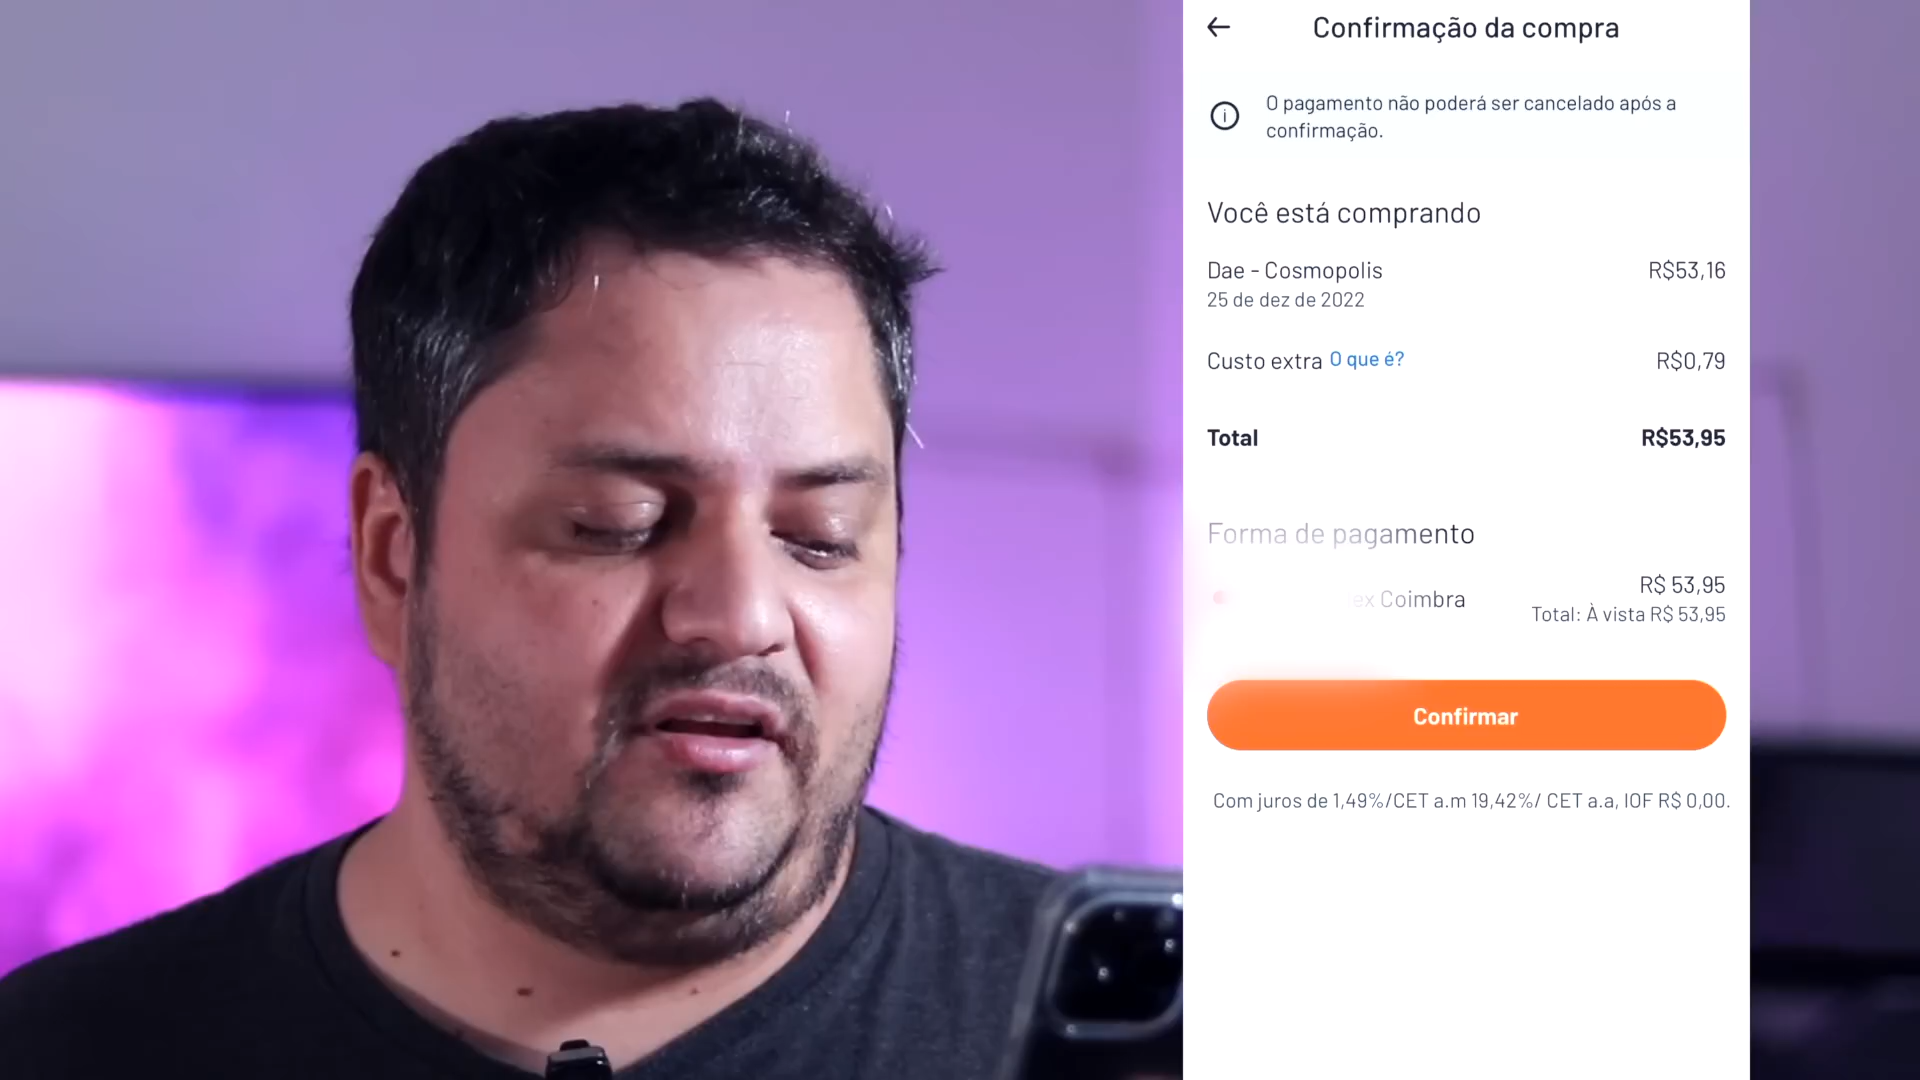 Confirmação da compra
O pagamento não poderá ser cancelado após a
confirmação.
Você está comprando
Dae - Cosmopolis R$53,16
25 de dez de 2022
Custo extra O que é? R$0,79
Total R$53,95
Forma de pagamento
R$ 53,95
Coimbra
Total: À vista R$ 53,95
Confirmar
Com juros de 1,49%/CET a.m 19,42%/ CET a.a, IOF R$ 0,00.